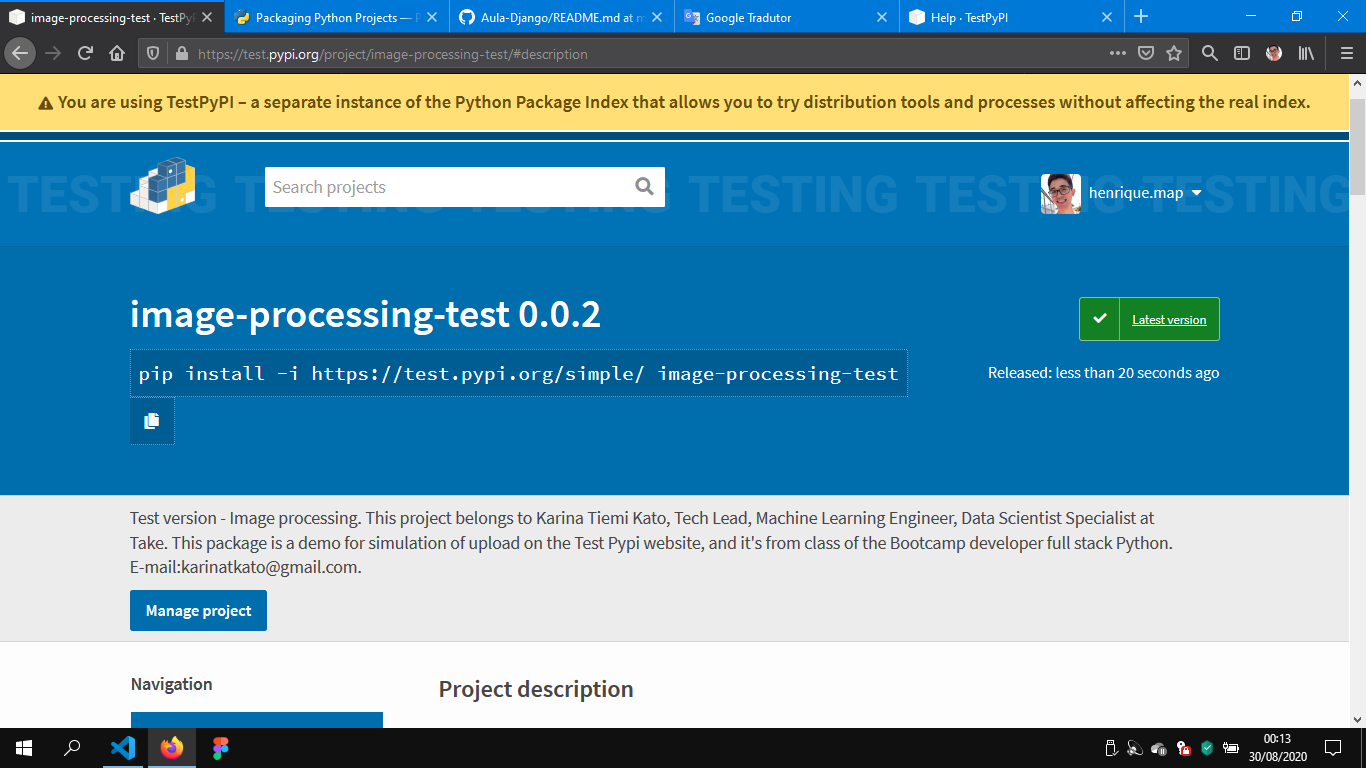 image-processing-test · TestPyP
Packaging Python Projects — P
Aula-Django/README.md at m
Google Tradutor
Help · TestPyPI
https://test.pypi.org/project/image-processing-test/#description
You are using TestPyPI – a separate instance of the Python Package Index that allows you to try distribution tools and processes without affecting the real index.
TESTING TESTING TESTING TESTING TESTING TESTING
Search projects
henrique.map
image-processing-test 0.0.2
Latest version
pip install -i https://test.pypi.org/simple/ image-processing-test
Released: less than 20 seconds ago
Test version - Image processing. This project belongs to Karina Tiemi Kato, Tech Lead, Machine Learning Engineer, Data Scientist Specialist at
Take. This package is a demo for simulation of upload on the Test Pypi website, and it's from class of the Bootcamp developer full stack Python.
E-mail:karinatkato@gmail.com.
Manage project
Navigation
Project description
00:13
30/08/2020